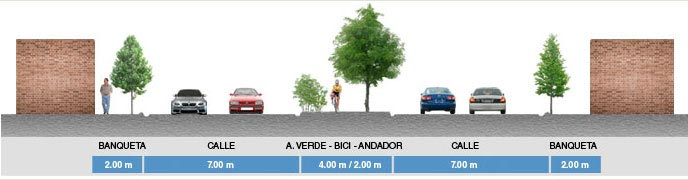 BANQUETA CALLE A. VERDE - BICI - ANDADOR CALLE BANQUETA
2.00 m 7.00 m 4.00 m / 2.00 m 7.00 m 2.00 m